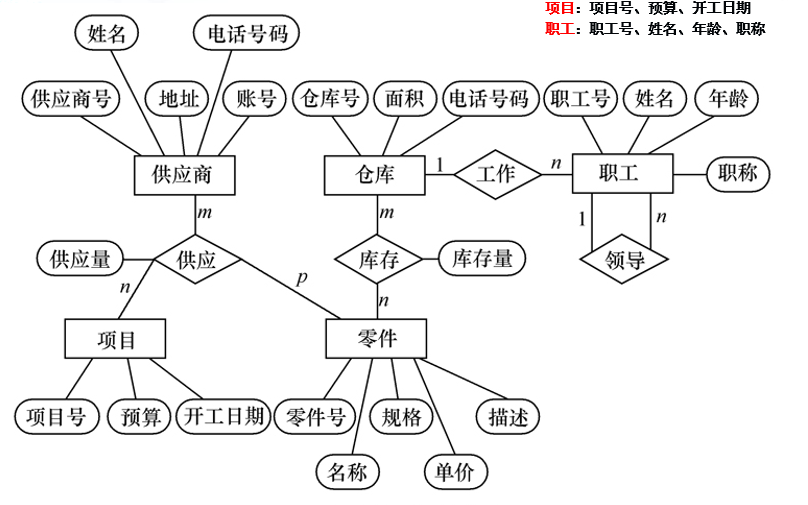 项目：项目号、预算、开工日期
职工：职工号、姓名、年龄、职称
姓名 电话号码
供应商号 地址 账号 仓库号 面积 电话号码 职工号 姓名 年龄
供应商 仓库 1 工作 n 职工 职称
m m 1 n
供应量 供应 库存 库存量 领导
n p n
项目 零件
项目号 预算 开工日期 零件号 规格 描述
名称 单价